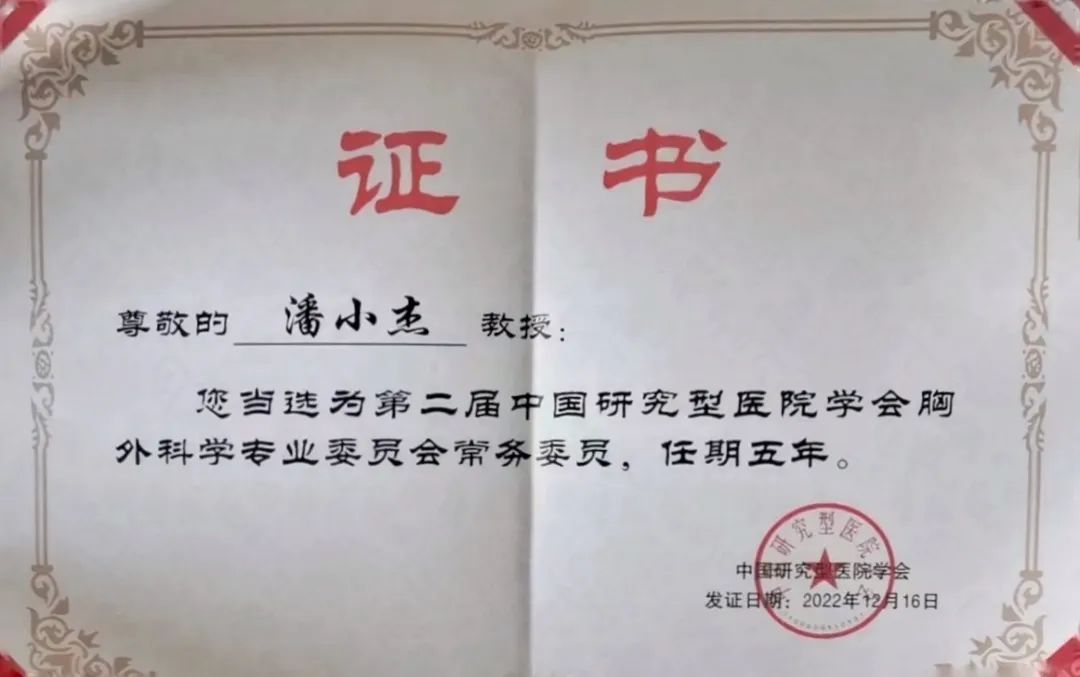 证 书
尊敬的 潘小杰 教授：
您当选为第二届中国研究型医院学会胸
外科学专业委员会常务委员，任期五年。
研究型医院
中国研究型医院学会
发证日期：2022年12月16日